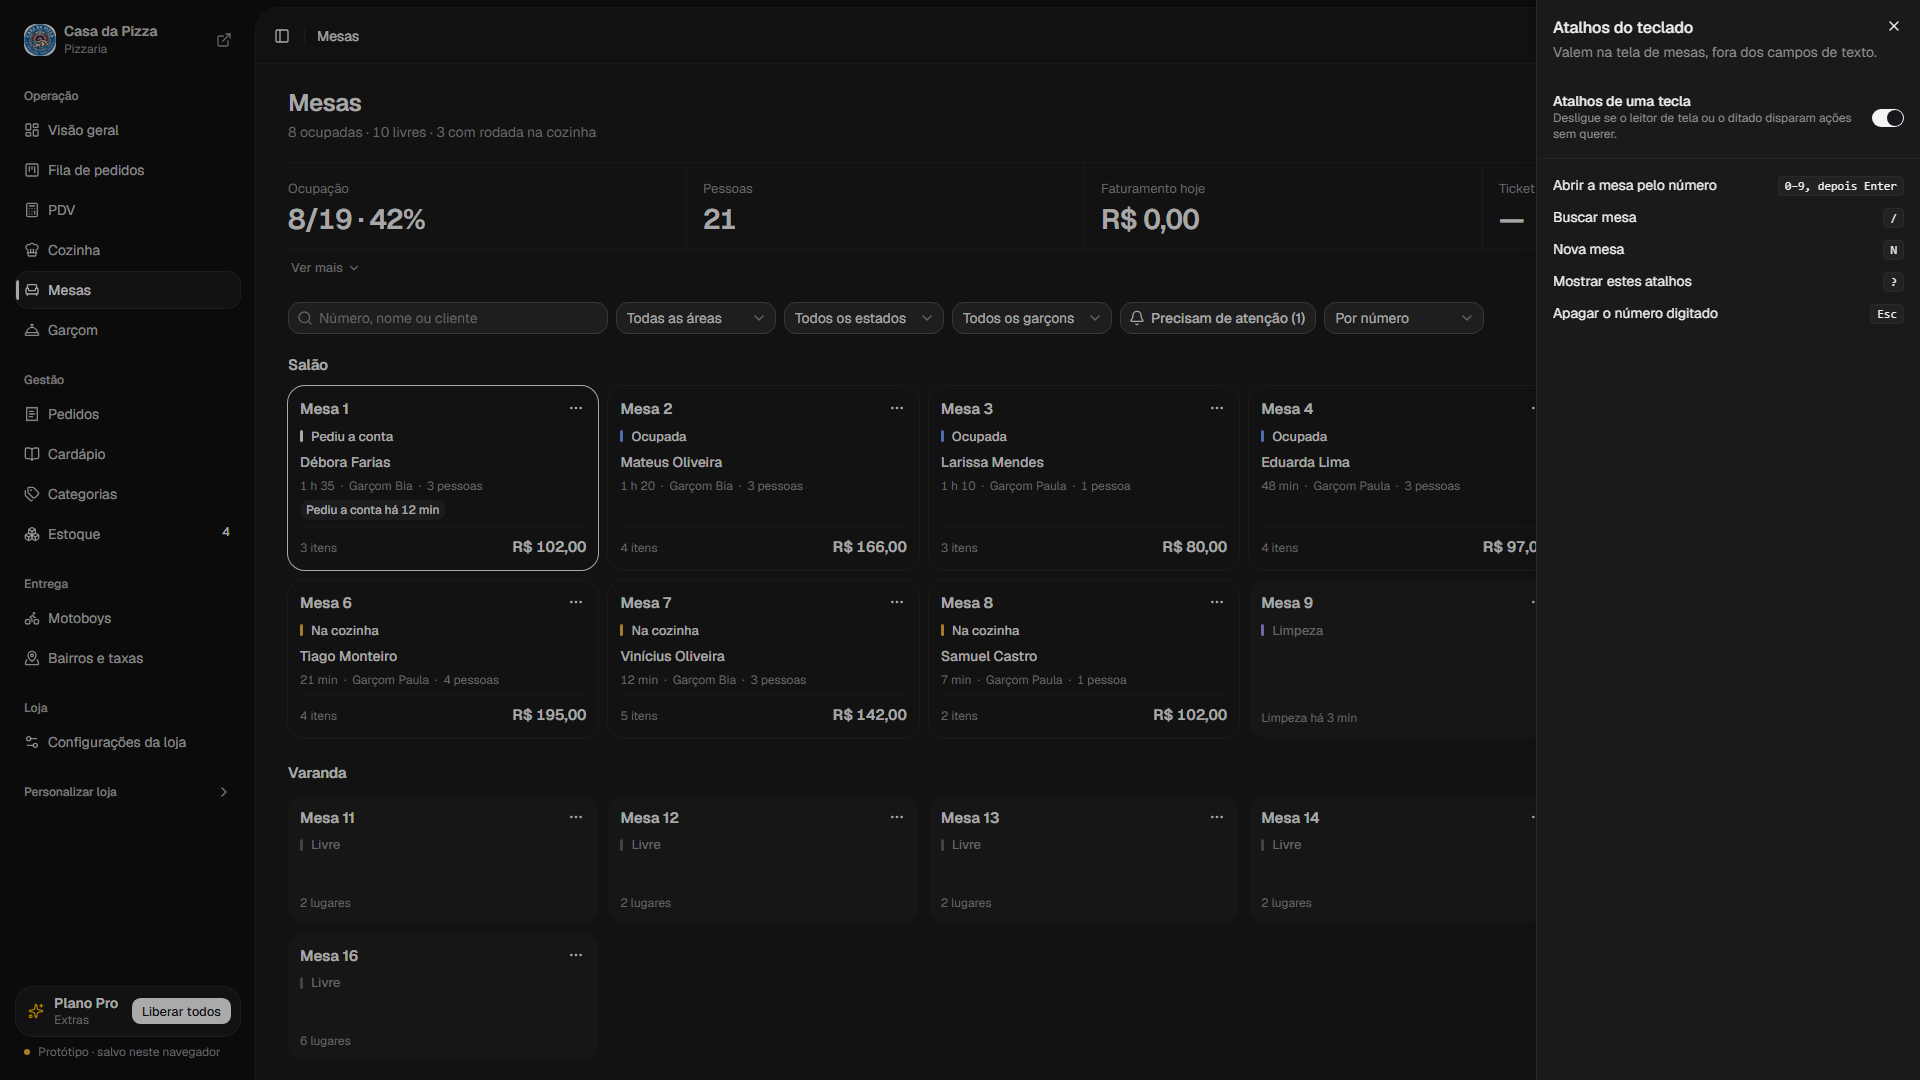 Casa da Pizza
Pizzaria
Operação
Visão geral
Fila de pedidos
PDV
Cozinha
Mesas
Garçom
Gestão
Pedidos
Cardápio
Categorias
Estoque 4
Entrega
Motoboys
Bairros e taxas
Loja
Configurações da loja
Personalizar loja
Plano Pro
Extras
Liberar todos
Protótipo · salvo neste navegador
Mesas
Mesas
8 ocupadas · 10 livres · 3 com rodada na cozinha
Ocupação
8/19 · 42%
Pessoas
21
Faturamento hoje
R$ 0,00
Ticket
—
Ver mais
Número, nome ou cliente
Todas as áreas
Todos os estados
Todos os garçons
Precisam de atenção (1)
Por número
Salão
Mesa 1
Pediu a conta
Débora Farias
1 h 35 · Garçom Bia · 3 pessoas
Pediu a conta há 12 min
3 itens R$ 102,00
Mesa 2
Ocupada
Mateus Oliveira
1 h 20 · Garçom Bia · 3 pessoas
4 itens R$ 166,00
Mesa 3
Ocupada
Larissa Mendes
1 h 10 · Garçom Paula · 1 pessoa
3 itens R$ 80,00
Mesa 4
Ocupada
Eduarda Lima
48 min · Garçom Paula · 3 pessoas
4 itens R$ 97,0
Mesa 6
Na cozinha
Tiago Monteiro
21 min · Garçom Paula · 4 pessoas
4 itens R$ 195,00
Mesa 7
Na cozinha
Vinícius Oliveira
12 min · Garçom Bia · 3 pessoas
5 itens R$ 142,00
Mesa 8
Na cozinha
Samuel Castro
7 min · Garçom Paula · 1 pessoa
2 itens R$ 102,00
Mesa 9
Limpeza
Limpeza há 3 min
Varanda
Mesa 11
Livre
2 lugares
Mesa 12
Livre
2 lugares
Mesa 13
Livre
2 lugares
Mesa 14
Livre
2 lugares
Mesa 16
Livre
6 lugares
Atalhos do teclado
Valem na tela de mesas, fora dos campos de texto.
Atalhos de uma tecla
Desligue se o leitor de tela ou o ditado disparam ações
sem querer.
Abrir a mesa pelo número 0–9, depois Enter
Buscar mesa /
Nova mesa N
Mostrar estes atalhos ?
Apagar o número digitado Esc